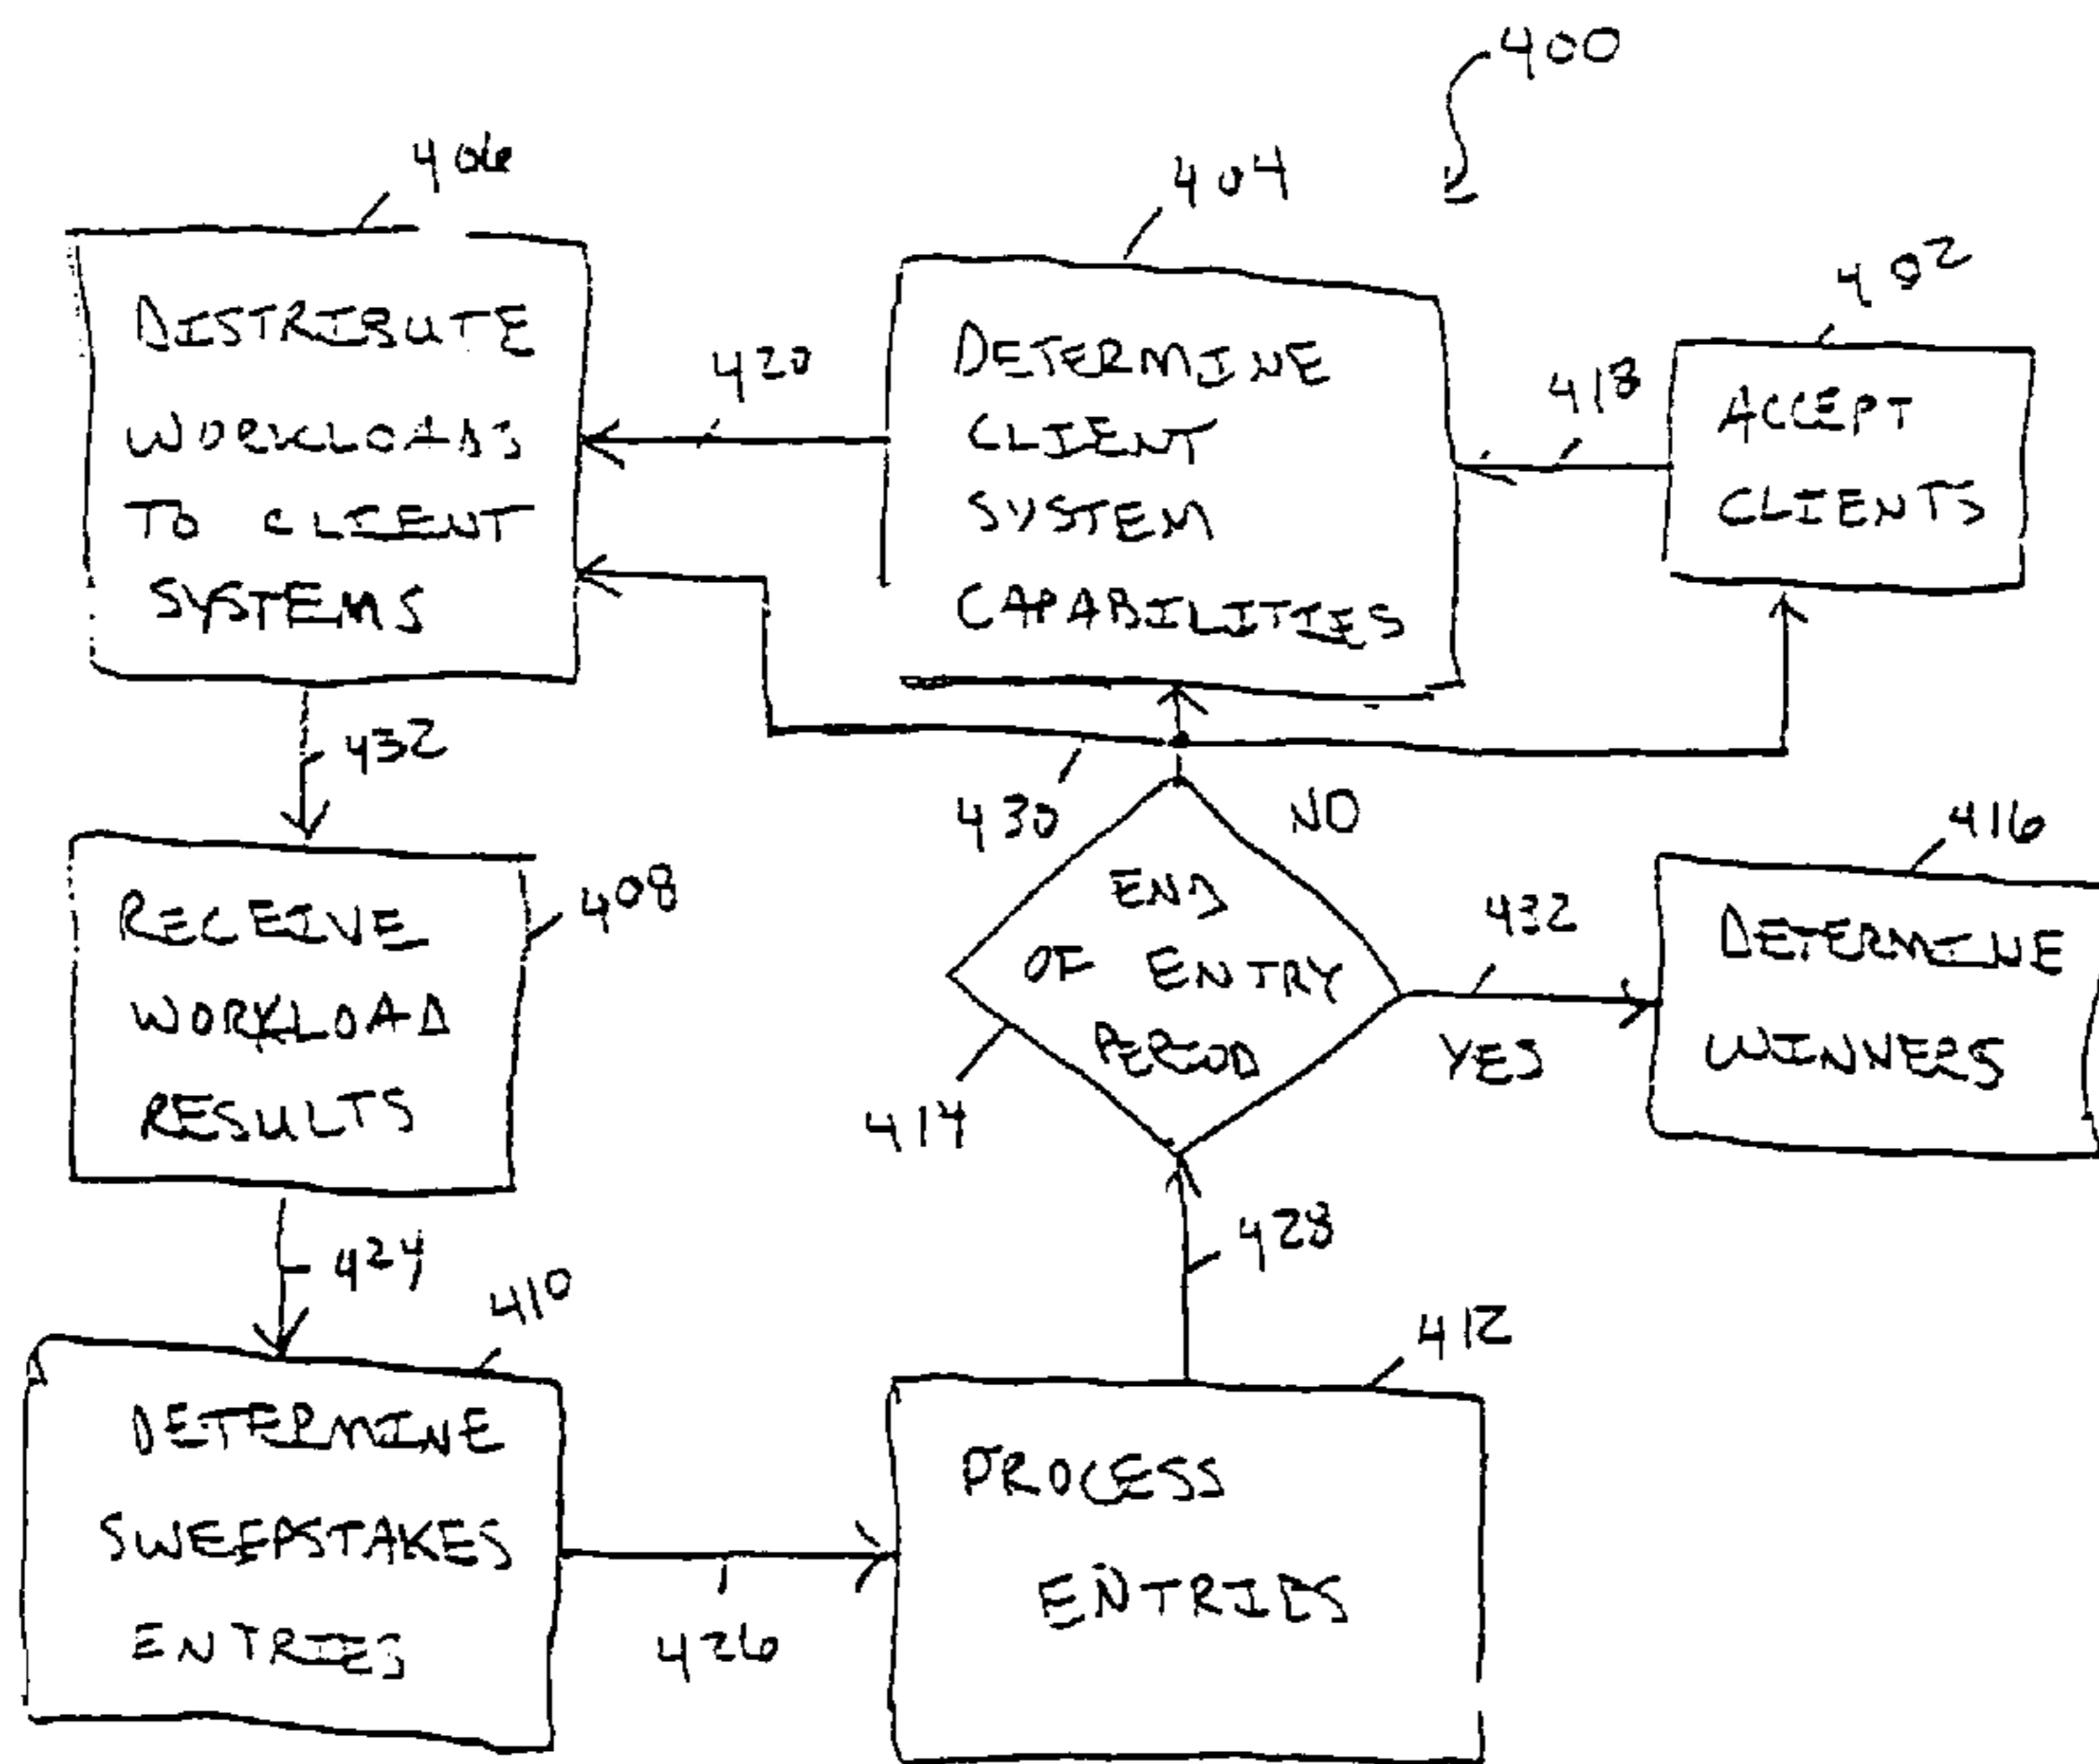 400
406
DISTRIBUTE
WORKLOADS
TO CLIENT
SYSTEMS
420
404
DETERMINE
CLIENT
SYSTEM
CAPABILITIES
418
402
ACCEPT
CLIENTS
432
430
NO
RECEIVE
WORKLOAD
RESULTS
408
END
OF ENTRY
PERIOD
414
432
YES
416
DETERMINE
WINNERS
424
428
410
DETERMINE
SWEEPSTAKES
ENTRIES
426
412
PROCESS
ENTRIES